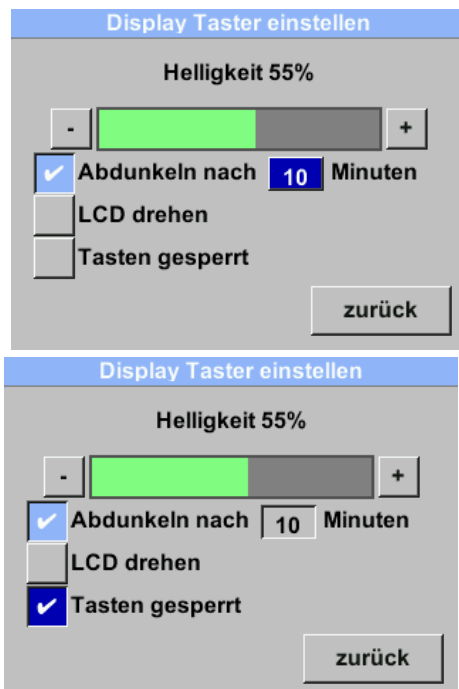 Display Taster einstellen
Helligkeit 55%
- +
Abdunkeln nach 10 Minuten
LCD drehen
Tasten gesperrt
zurück
Display Taster einstellen
Helligkeit 55%
- +
Abdunkeln nach 10 Minuten
LCD drehen
Tasten gesperrt
zurück